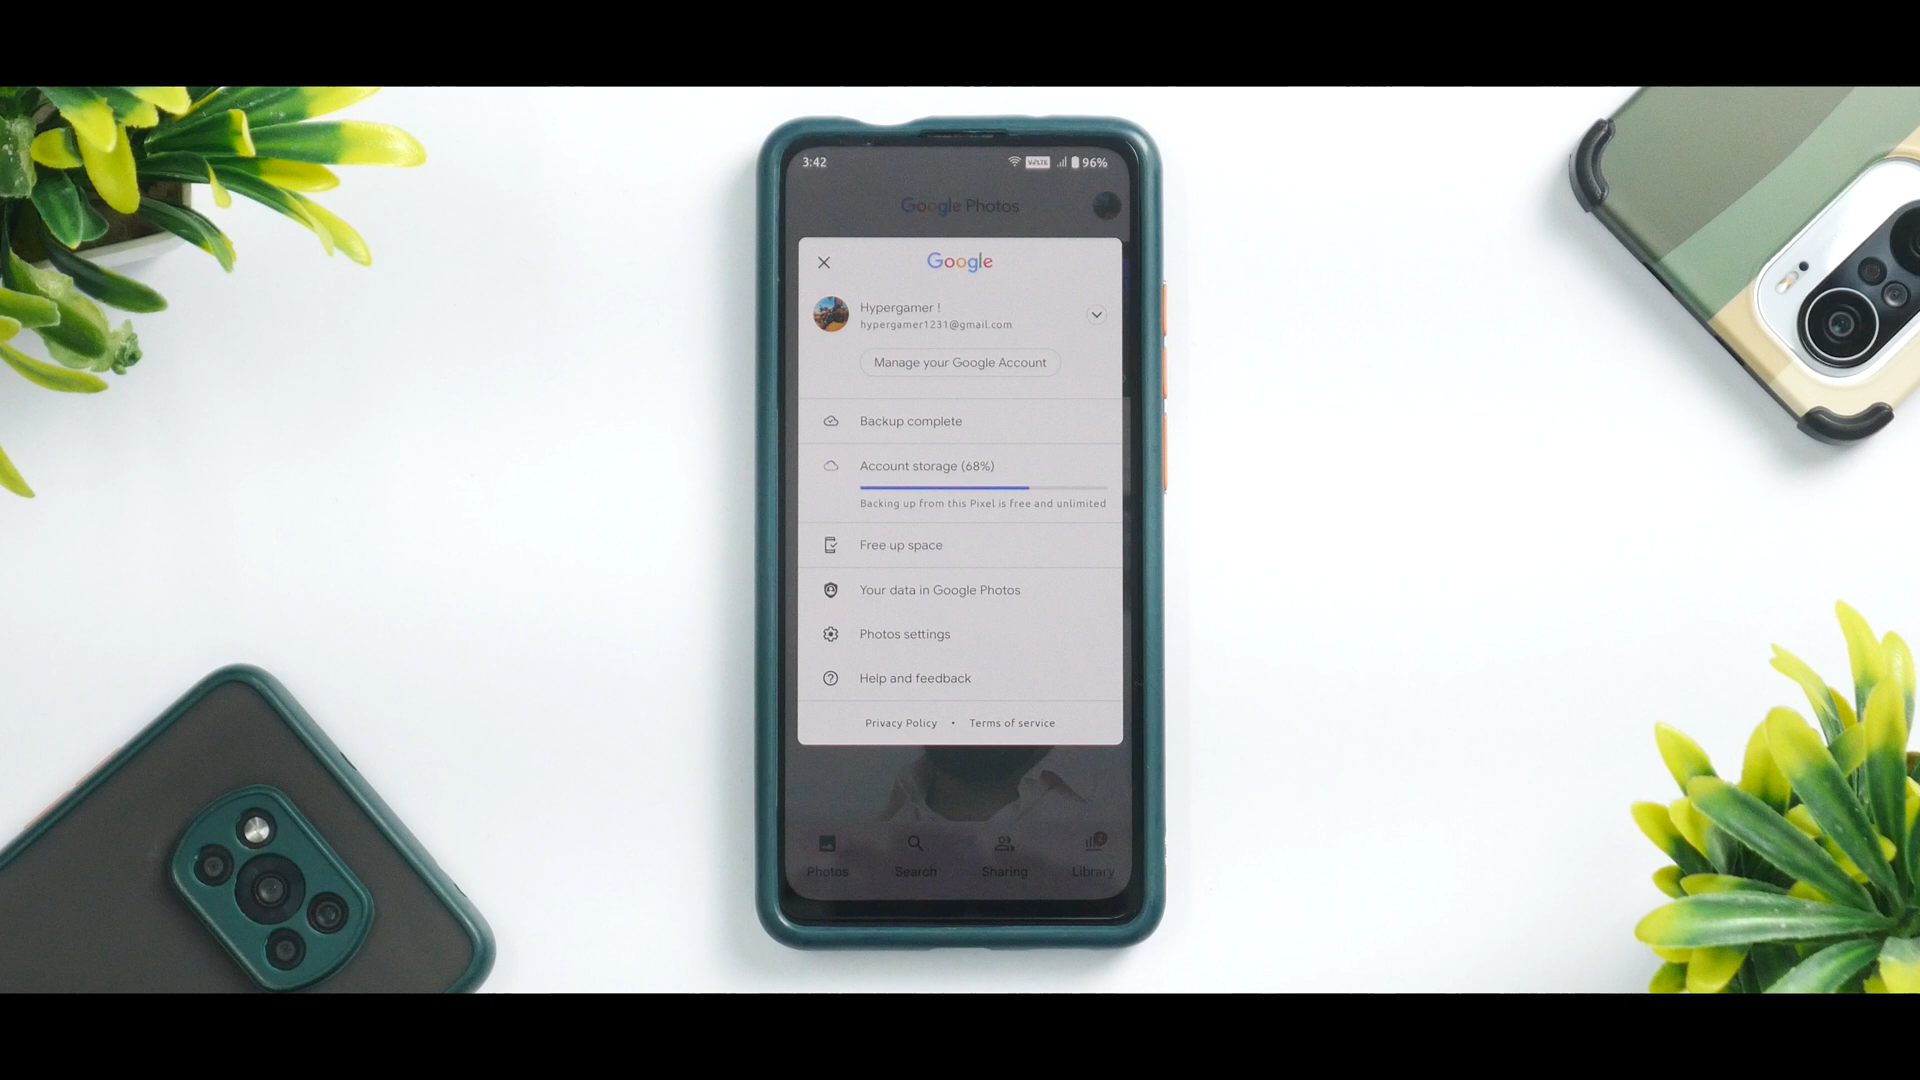 3:42 VoLTE 96%
Google Photos
Google
Hypergamer !
hypergamer1231@gmail.com
Manage your Google Account
Backup complete
Account storage (68%)
Backing up from this Pixel is free and unlimited
Free up space
Your data in Google Photos
Photos settings
Help and feedback
Privacy Policy • Terms of service
Photos Search Sharing Library